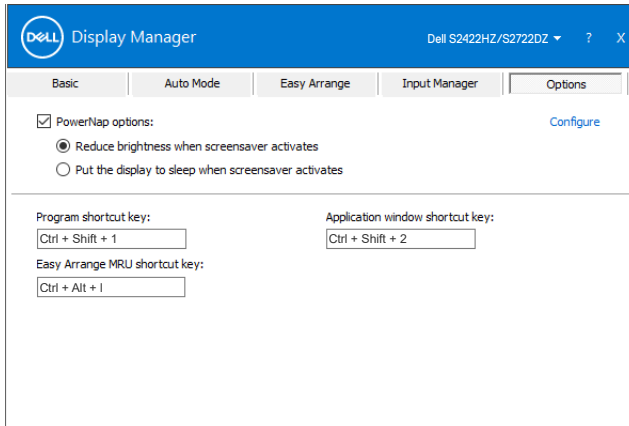 DELL Display Manager Dell S2422HZ/S2722DZ ? X
Basic Auto Mode Easy Arrange Input Manager Options
PowerNap options: Configure
Reduce brightness when screensaver activates
Put the display to sleep when screensaver activates
Program shortcut key: Application window shortcut key:
Ctrl + Shift + 1 Ctrl + Shift + 2
Easy Arrange MRU shortcut key:
Ctrl + Alt + l